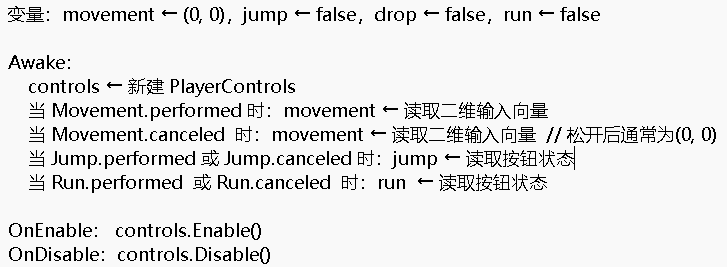 变量：movement ← (0, 0)，jump ← false，drop ← false，run ← false
Awake:
controls ← 新建 PlayerControls
当 Movement.performed 时：movement ← 读取二维输入向量
当 Movement.canceled 时：movement ← 读取二维输入向量 // 松开后通常为(0, 0)
当 Jump.performed 或 Jump.canceled 时：jump ← 读取按钮状态
当 Run.performed 或 Run.canceled 时：run ← 读取按钮状态
OnEnable: controls.Enable()
OnDisable: controls.Disable()